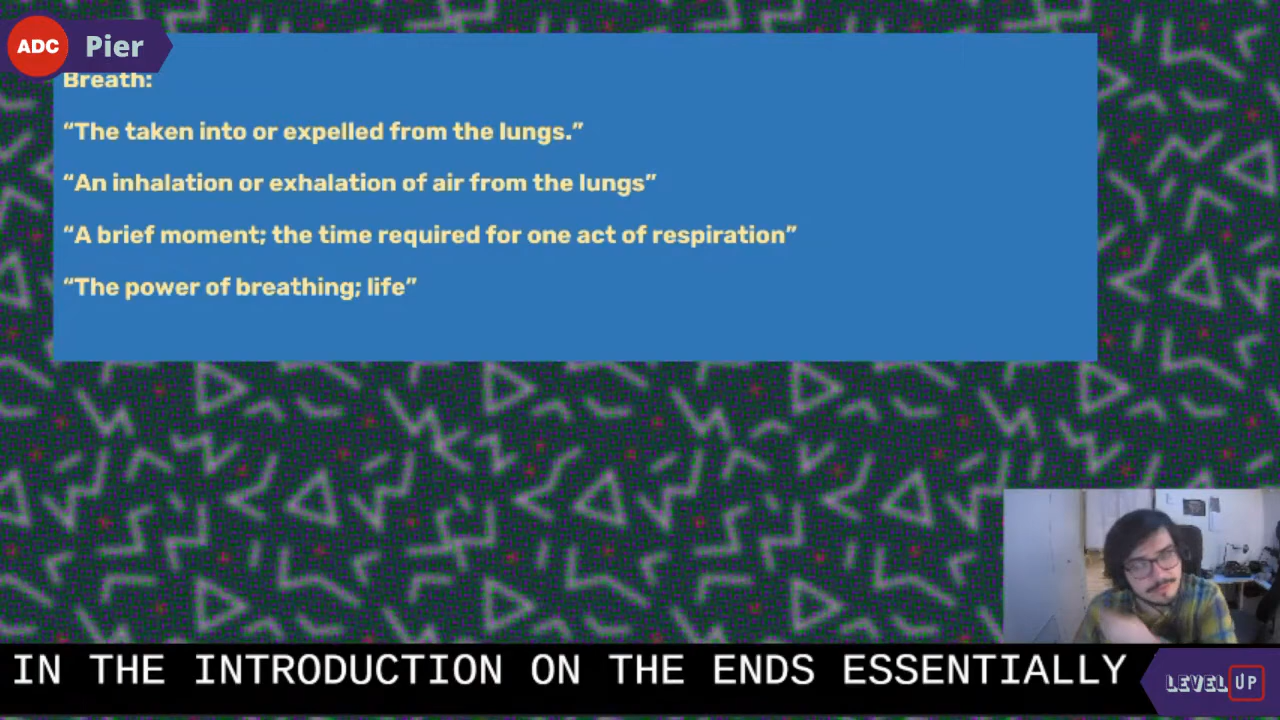 ADC Pier
Breath:
“The taken into or expelled from the lungs.”
“An inhalation or exhalation of air from the lungs”
“A brief moment; the time required for one act of respiration”
“The power of breathing; life”
IN THE INTRODUCTION ON THE ENDS ESSENTIALLY
LEVEL UP